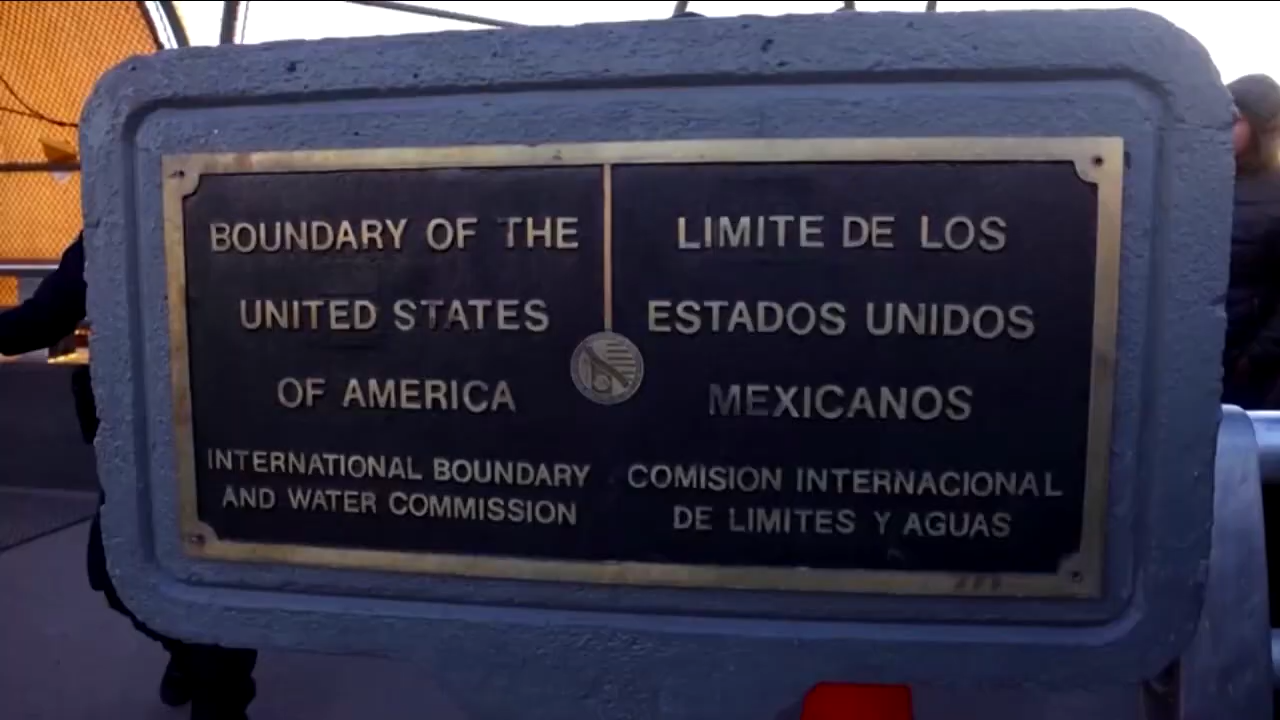 BOUNDARY OF THE
UNITED STATES
OF AMERICA
INTERNATIONAL BOUNDARY
AND WATER COMMISSION
LIMITE DE LOS
ESTADOS UNIDOS
MEXICANOS
COMISION INTERNACIONAL
DE LIMITES Y AGUAS